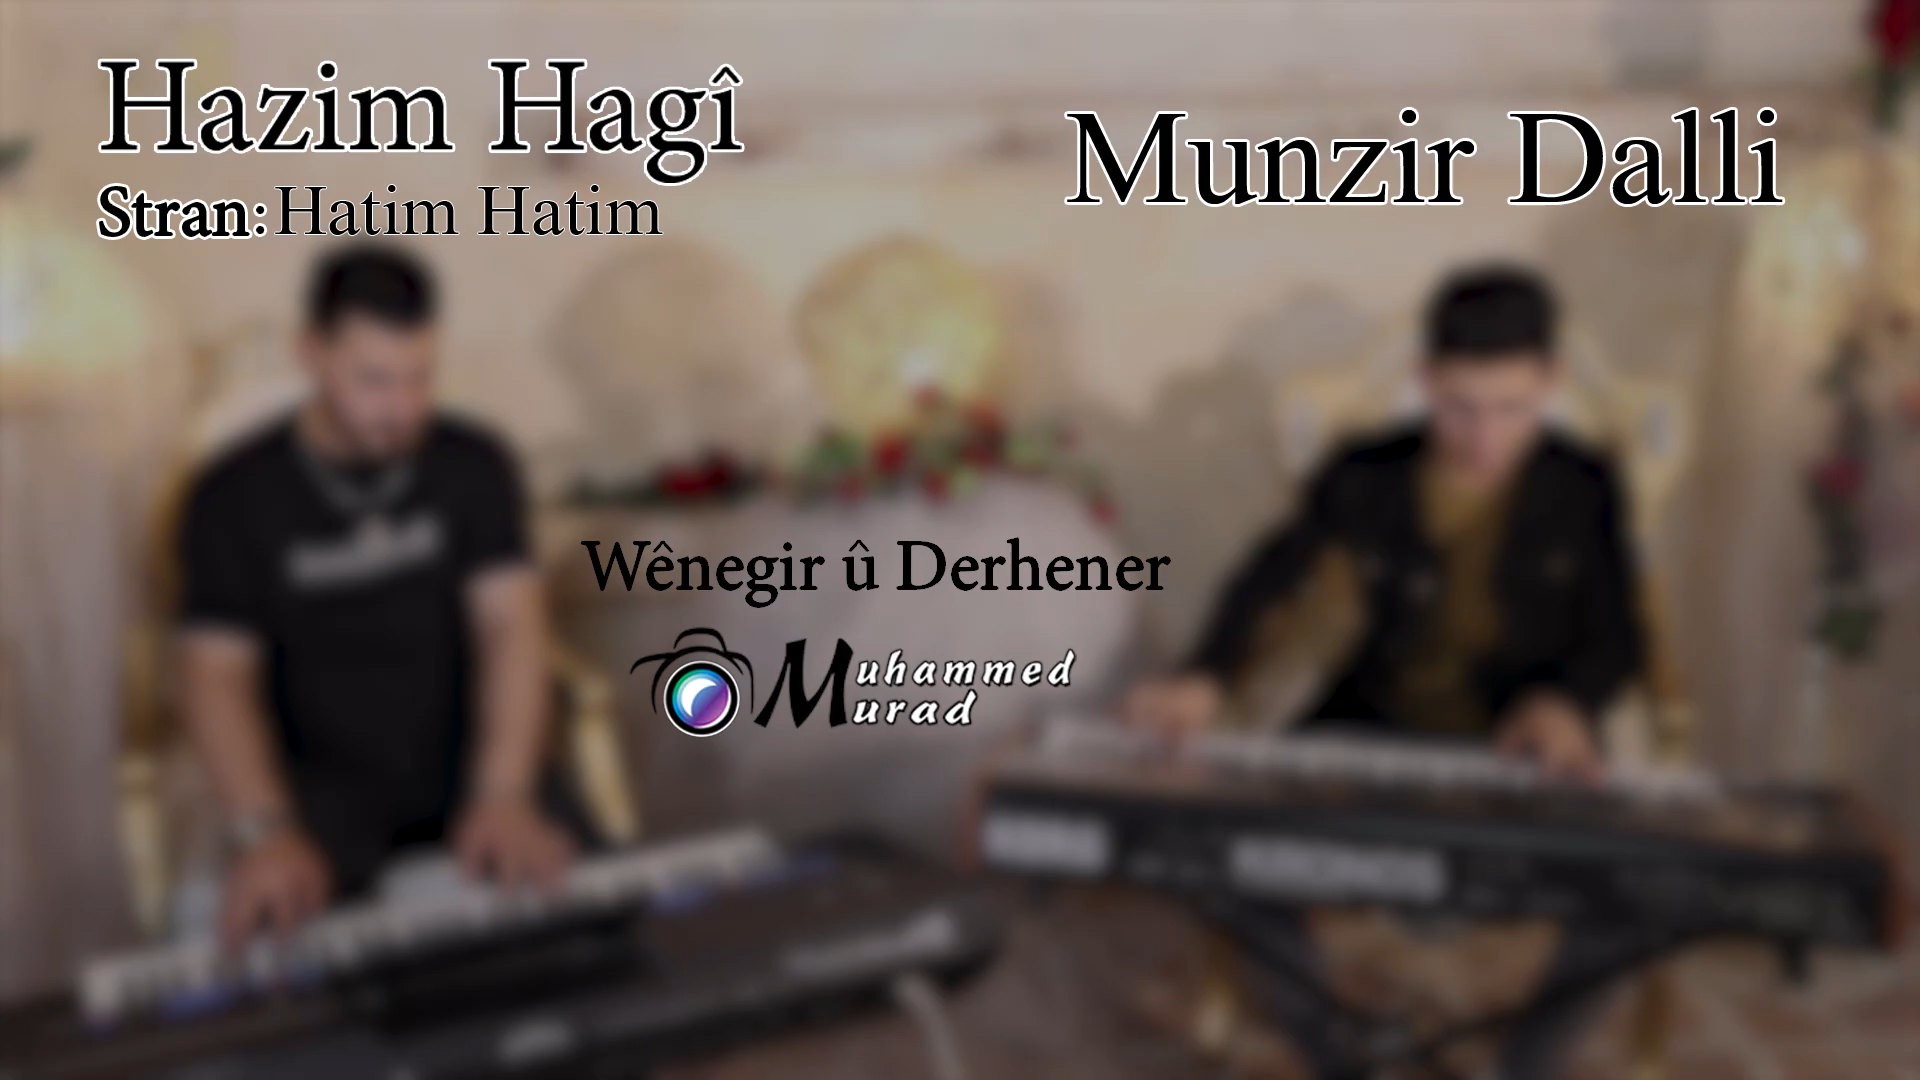 Hazim Hagî
Stran: Hatim Hatim
Munzir Dalli
Wênegir û Derhener
Muhammed
Murad